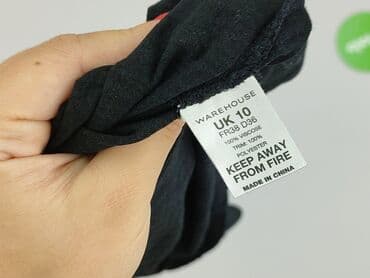 WAREHOUSE
UK 10
FR38 D36
100% VISCOSE
TRIM: 100%
POLYESTER
KEEP AWAY
FROM FIRE
MADE IN CHINA